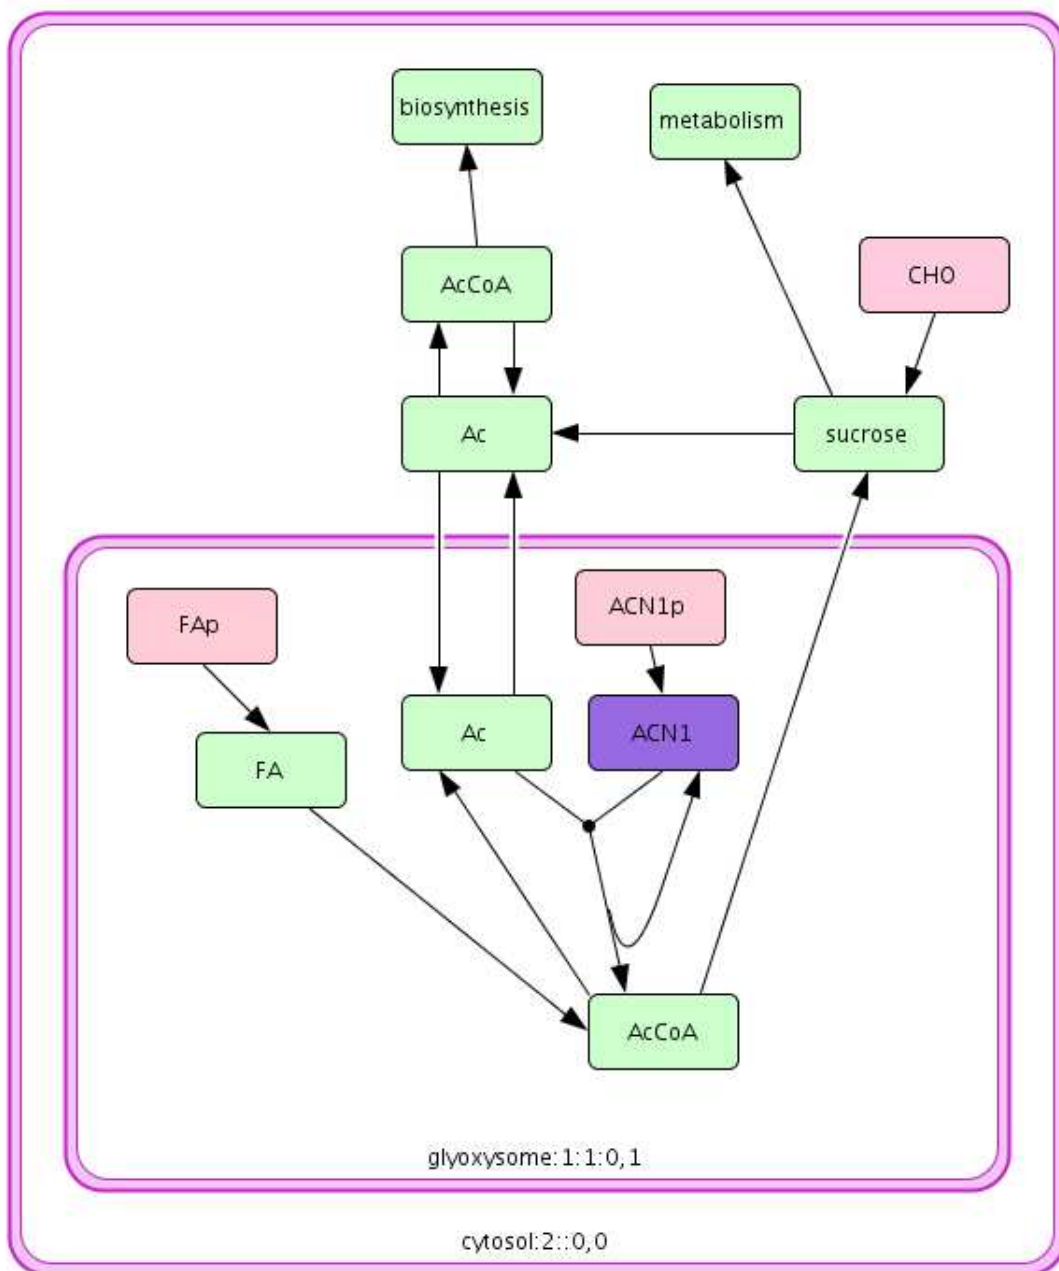 biosynthesis
metabolism
AcCoA
CHO
Ac
sucrose
FAp
ACN1p
Ac
ACN1
FA
AcCoA
glyoxysome:1:1:0,1
cytosol:2::0,0